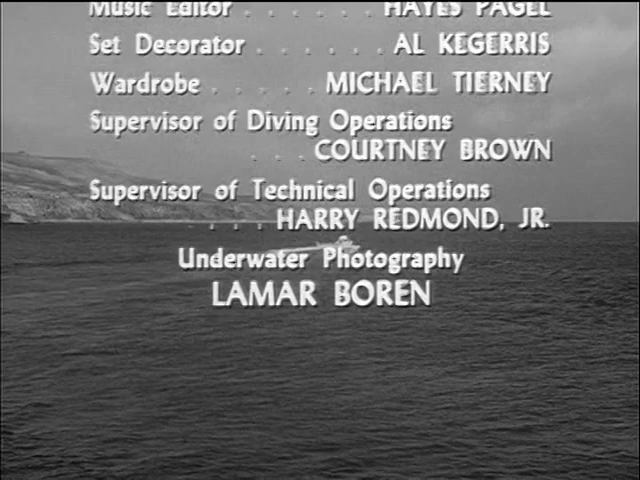 Music Editor . . . . . . HAYES PAGEL
Set Decorator . . . . . . AL KEGERRIS
Wardrobe . . . . . MICHAEL TIERNEY
Supervisor of Diving Operations
. . . COURTNEY BROWN
Supervisor of Technical Operations
. . . . HARRY REDMOND, JR.
Underwater Photography
LAMAR BOREN